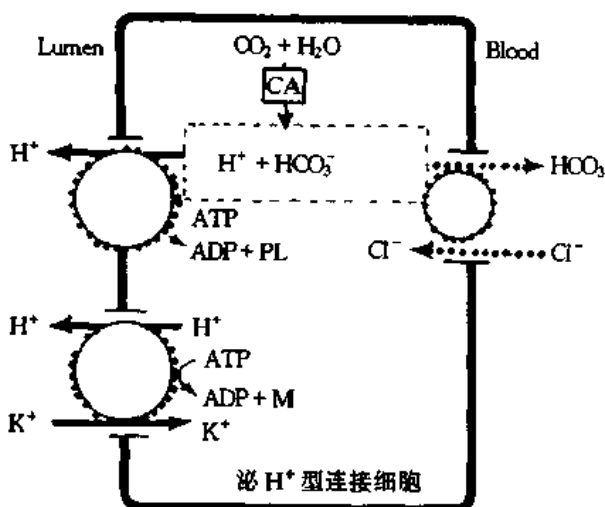 Lumen
CO₂ + H₂O
Blood
CA
H⁺
H⁺ + HCO₃⁻
HCO₃
ATP
ADP + PL
Cl⁻
Cl⁻
H⁺
H⁺
ATP
ADP + M
K⁺
K⁺
泌 H⁺ 型连接细胞